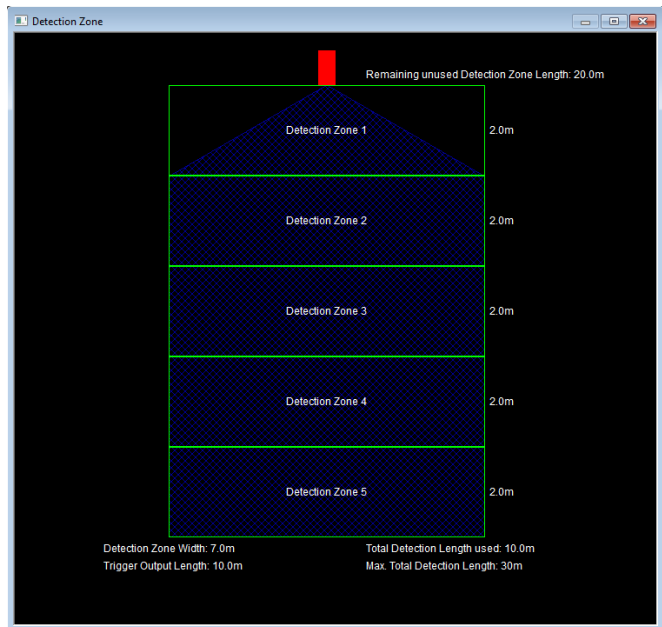 Detection Zone
Remaining unused Detection Zone Length: 20.0m
Detection Zone 1 2.0m
Detection Zone 2 2.0m
Detection Zone 3 2.0m
Detection Zone 4 2.0m
Detection Zone 5 2.0m
Detection Zone Width: 7.0m Total Detection Length used: 10.0m
Trigger Output Length: 10.0m Max. Total Detection Length: 30m